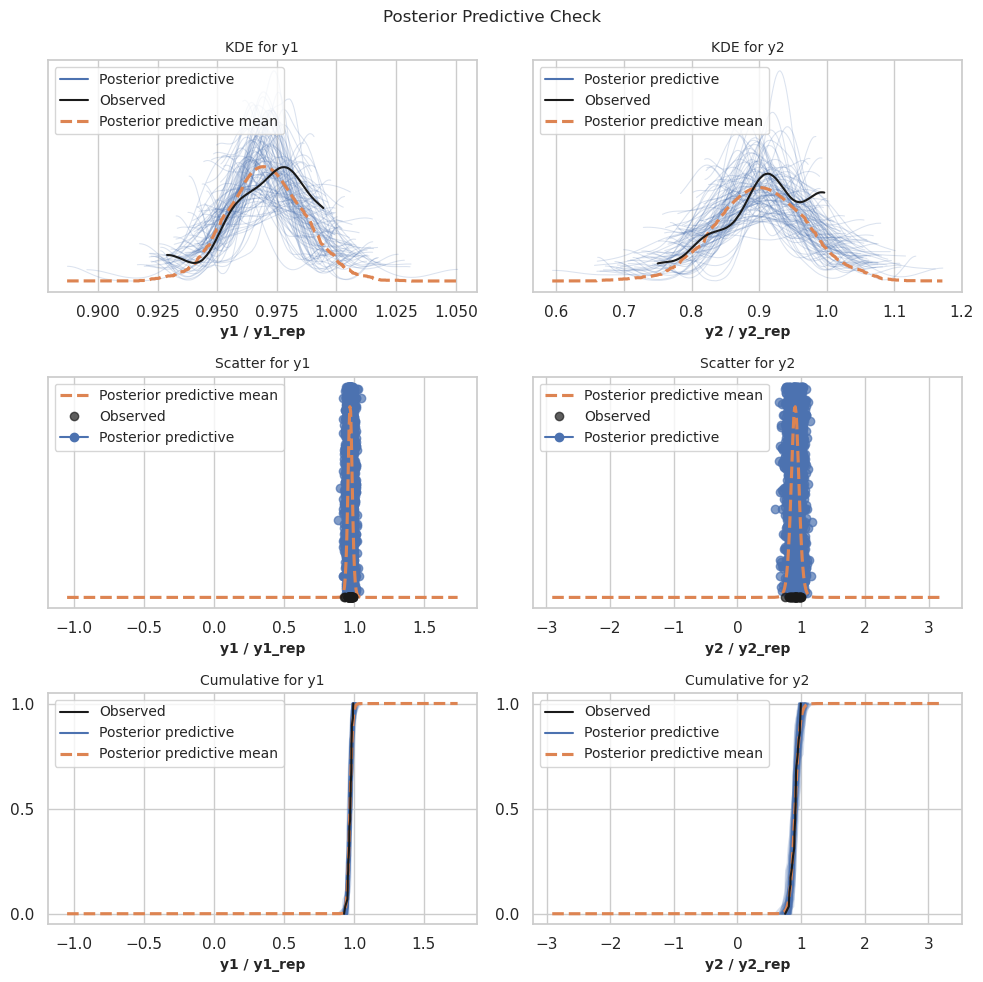 Posterior Predictive Check
KDE for y1
Posterior predictive
Observed
Posterior predictive mean
0.900 0.925 0.950 0.975 1.000 1.025 1.050
y1 / y1_rep
KDE for y2
Posterior predictive
Observed
Posterior predictive mean
0.6 0.7 0.8 0.9 1.0 1.1 1.2
y2 / y2_rep
Scatter for y1
Posterior predictive mean
Observed
Posterior predictive
−1.0 −0.5 0.0 0.5 1.0 1.5
y1 / y1_rep
Scatter for y2
Posterior predictive mean
Observed
Posterior predictive
−3 −2 −1 0 1 2 3
y2 / y2_rep
Cumulative for y1
Observed
Posterior predictive
Posterior predictive mean
1.0
0.5
0.0
−1.0 −0.5 0.0 0.5 1.0 1.5
y1 / y1_rep
Cumulative for y2
Observed
Posterior predictive
Posterior predictive mean
1.0
0.5
0.0
−3 −2 −1 0 1 2 3
y2 / y2_rep